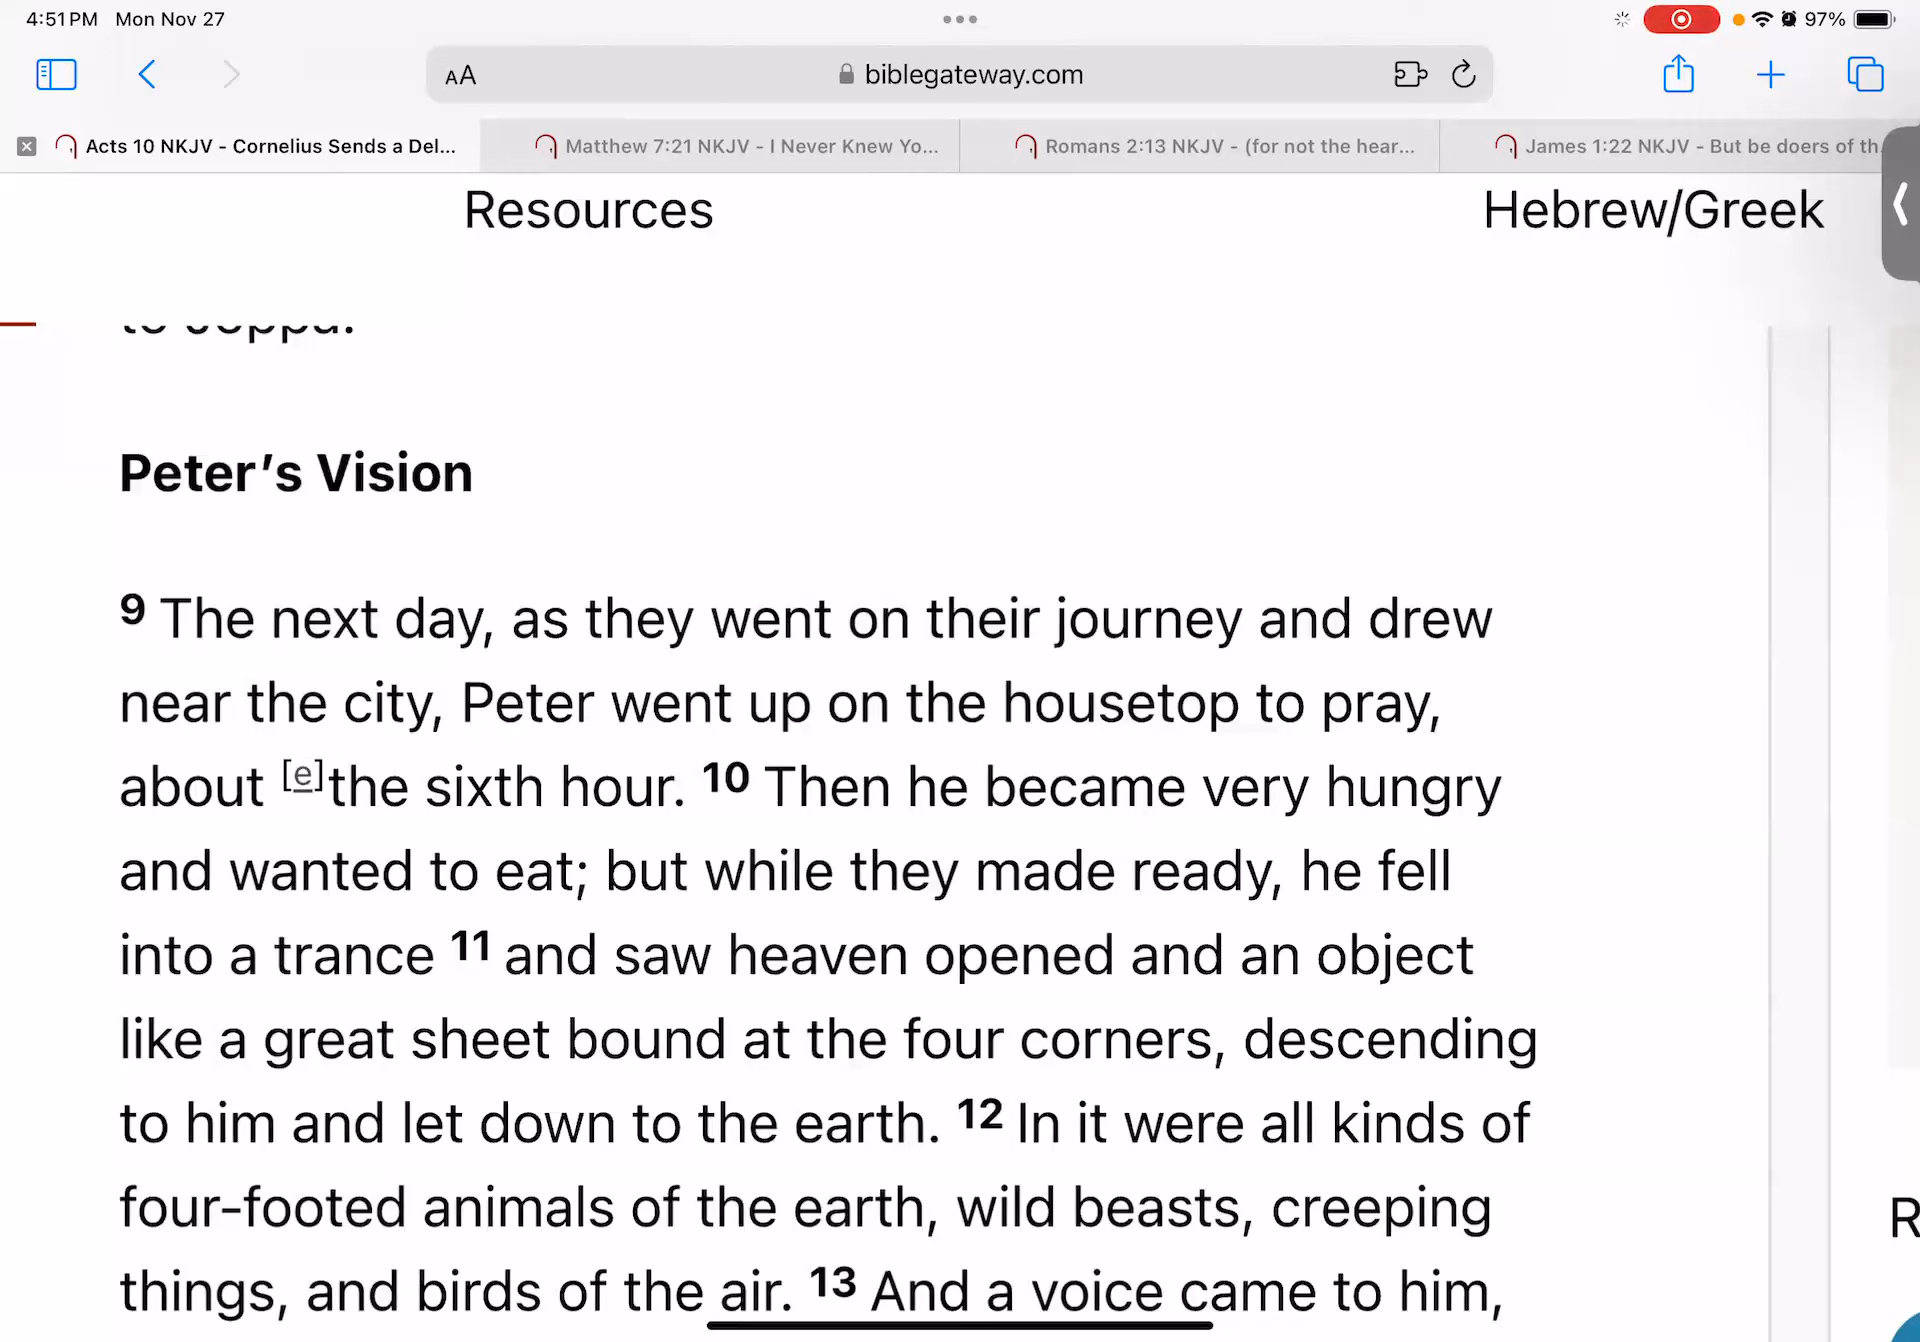 4:51 PM Mon Nov 27
97%
AA
biblegateway.com
Acts 10 NKJV - Cornelius Sends a Del...
Matthew 7:21 NKJV - I Never Knew Yo...
Romans 2:13 NKJV - (for not the hear...
James 1:22 NKJV - But be doers of th
Resources
Hebrew/Greek
to Joppa.
Peter’s Vision
9 The next day, as they went on their journey and drew
near the city, Peter went up on the housetop to pray,
about [e]the sixth hour. 10 Then he became very hungry
and wanted to eat; but while they made ready, he fell
into a trance 11 and saw heaven opened and an object
like a great sheet bound at the four corners, descending
to him and let down to the earth. 12 In it were all kinds of
four-footed animals of the earth, wild beasts, creeping
R
things, and birds of the air. 13 And a voice came to him,